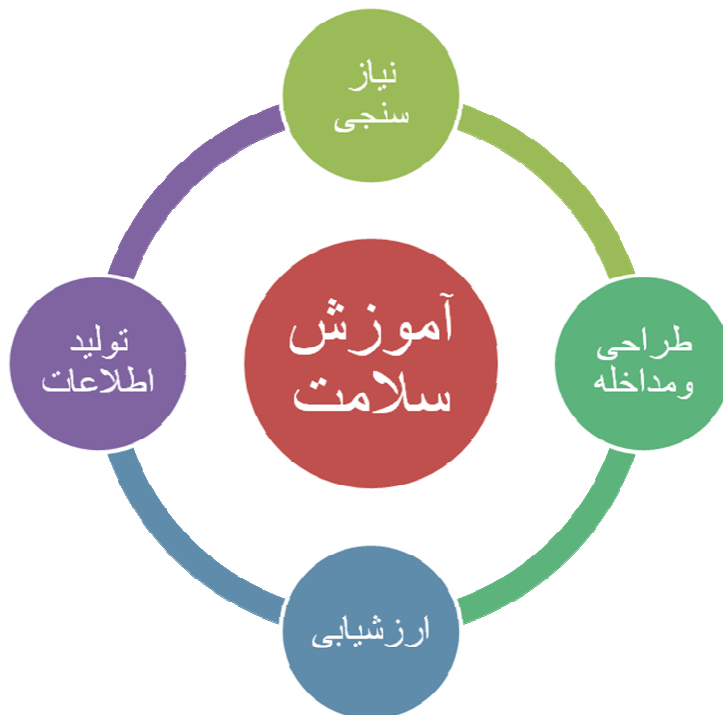 نیاز
سنجی
آموزش
سلامت
طراحی
ومداخله
ارزشیابی
تولید
اطلاعات